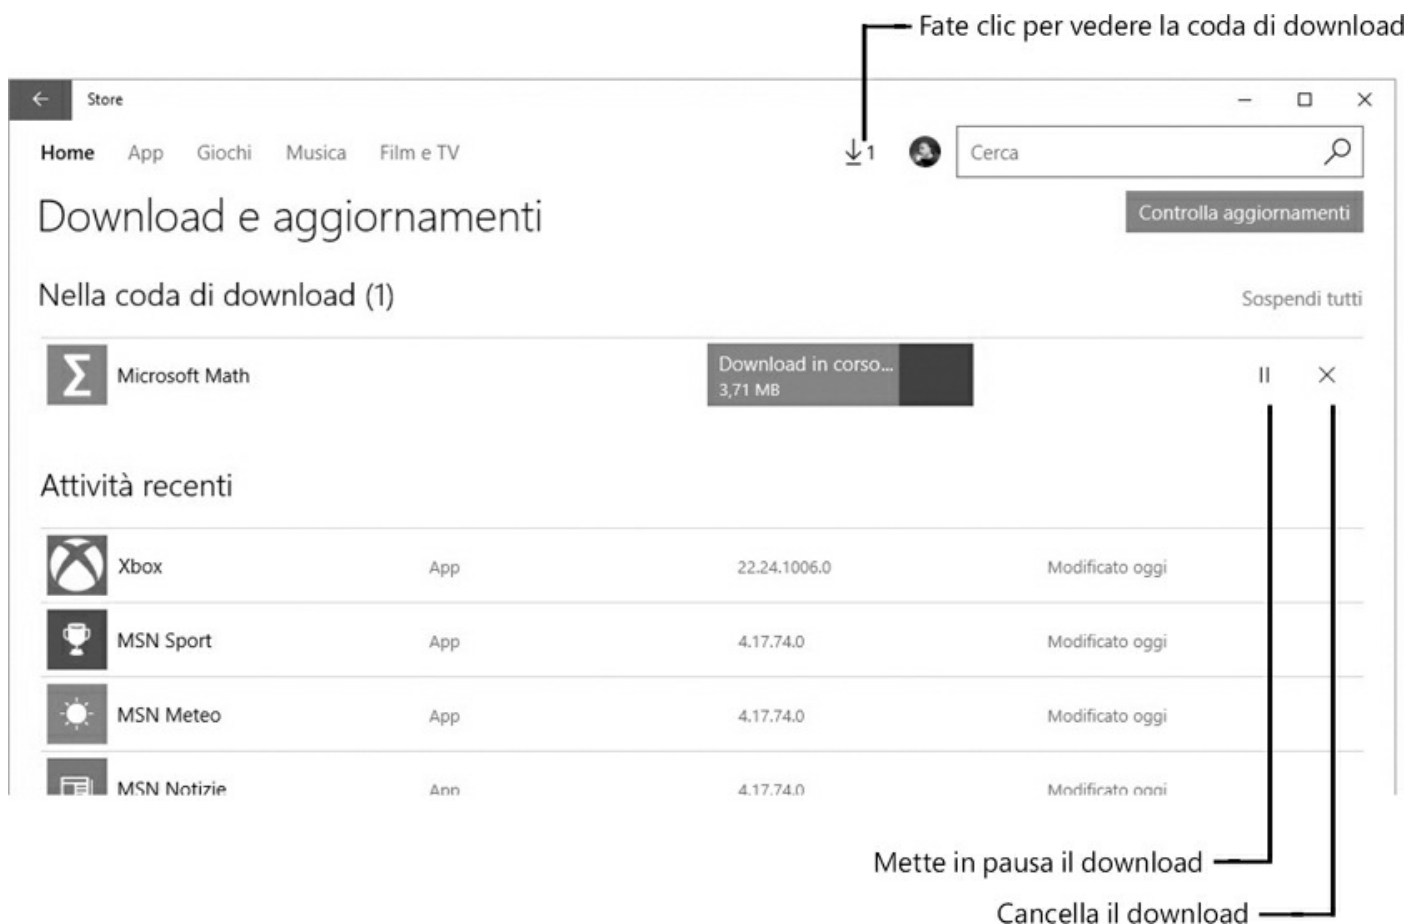 Fate clic per vedere la coda di download
Store
Home App Giochi Musica Film e TV 1 Cerca
Download e aggiornamenti Controlla aggiornamenti
Nella coda di download (1) Sospendi tutti
Microsoft Math Download in corso...
3,71 MB
Attività recenti
Xbox App 22.24.1006.0 Modificato oggi
MSN Sport App 4.17.74.0 Modificato oggi
MSN Meteo App 4.17.74.0 Modificato oggi
MSN Notizie App 4.17.74.0 Modificato oggi
Mette in pausa il download
Cancella il download